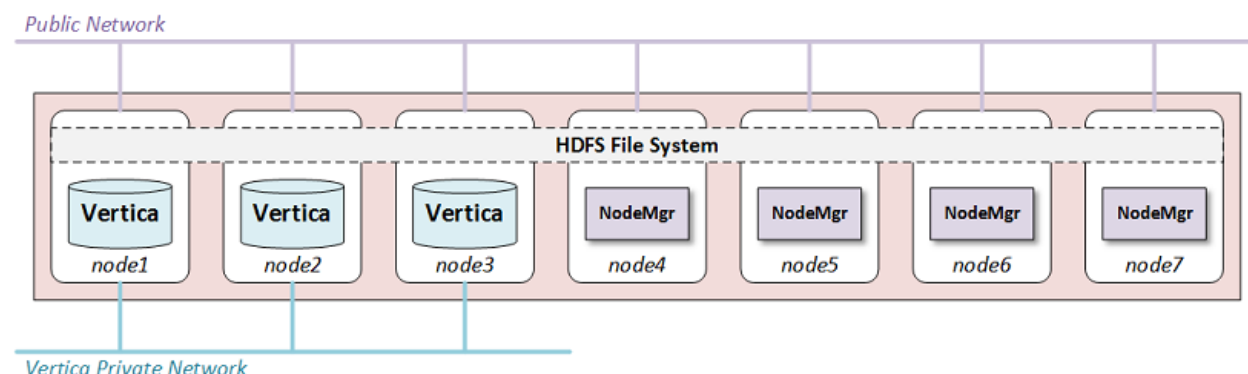 Public Network
HDFS File System
Vertica Vertica Vertica NodeMgr NodeMgr NodeMgr NodeMgr
node1 node2 node3 node4 node5 node6 node7
Vertica Private Network